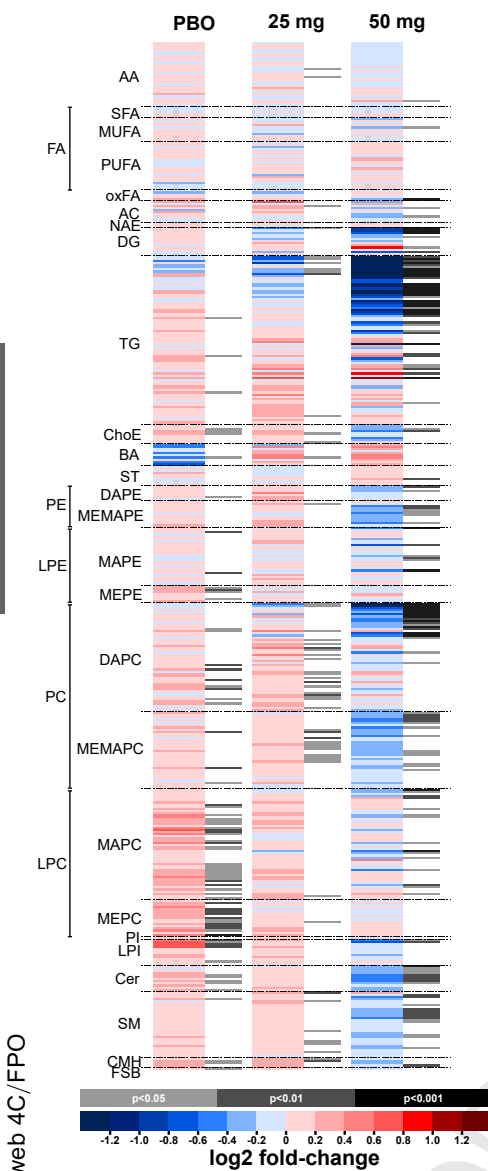 PBO 25 mg 50 mg
AA
SFA
FA
MUFA
PUFA
oxFA
AC
NAE
DG
TG
ChoE
BA
ST
PE
DAPE
MEMAPE
LPE
MAPE
MEPE
DAPC
PC
MEMAPC
MAPC
LPC
MEPC
PI
LPI
Cer
SM
CMH
FSB
p<0.05 p<0.01 p<0.001
-1.2 -1.0 -0.8 -0.6 -0.4 -0.2 0 0.2 0.4 0.6 0.8 1.0 1.2
log2 fold-change
web 4C/FPO